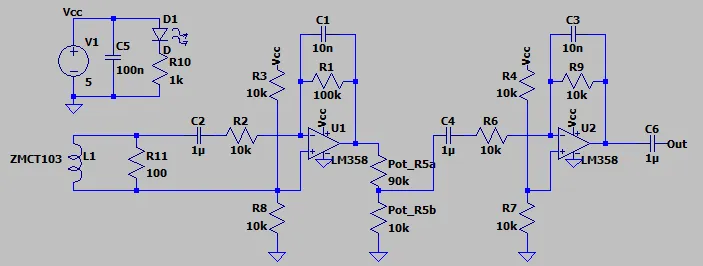 Vcc
V1
5
C5
100n
D1
D
R10
1k
ZMCT103
L1
R11
100
C2
1µ
R2
10k
Vcc
R3
10k
R8
10k
C1
10n
R1
100k
Vcc
U1
LM358
Pot_R5a
90k
Pot_R5b
10k
C4
1µ
R6
10k
Vcc
R4
10k
R7
10k
C3
10n
R9
10k
Vcc
U2
LM358
C6
1µ
Out